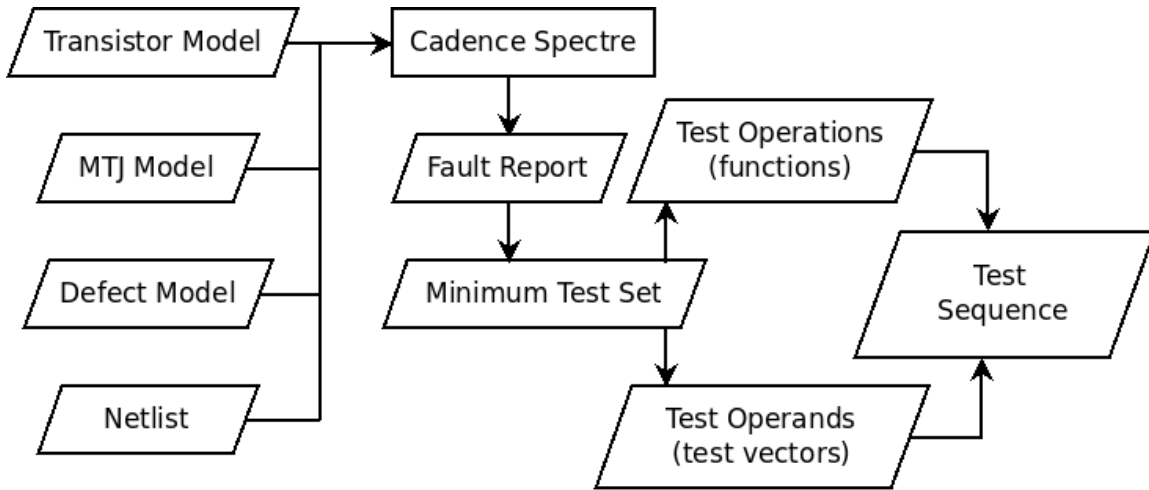 Transistor Model
Cadence Spectre
MTJ Model
Fault Report
Test Operations
(functions)
Defect Model
Minimum Test Set
Test
Sequence
Netlist
Test Operands
(test vectors)